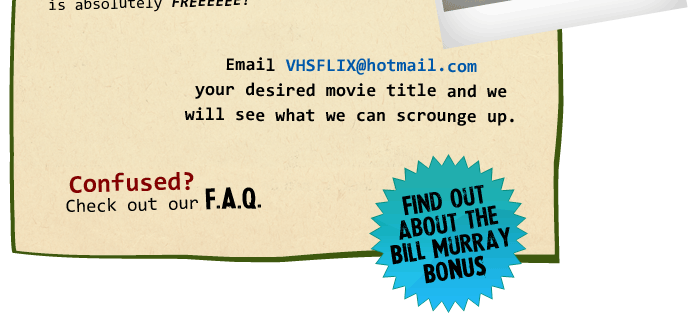 is absolutely FREEEEEE!
Email VHSFLIX@hotmail.com
your desired movie title and we
will see what we can scrounge up.
Confused?
Check out our F.A.Q.
FIND OUT
ABOUT THE
BILL MURRAY
BONUS